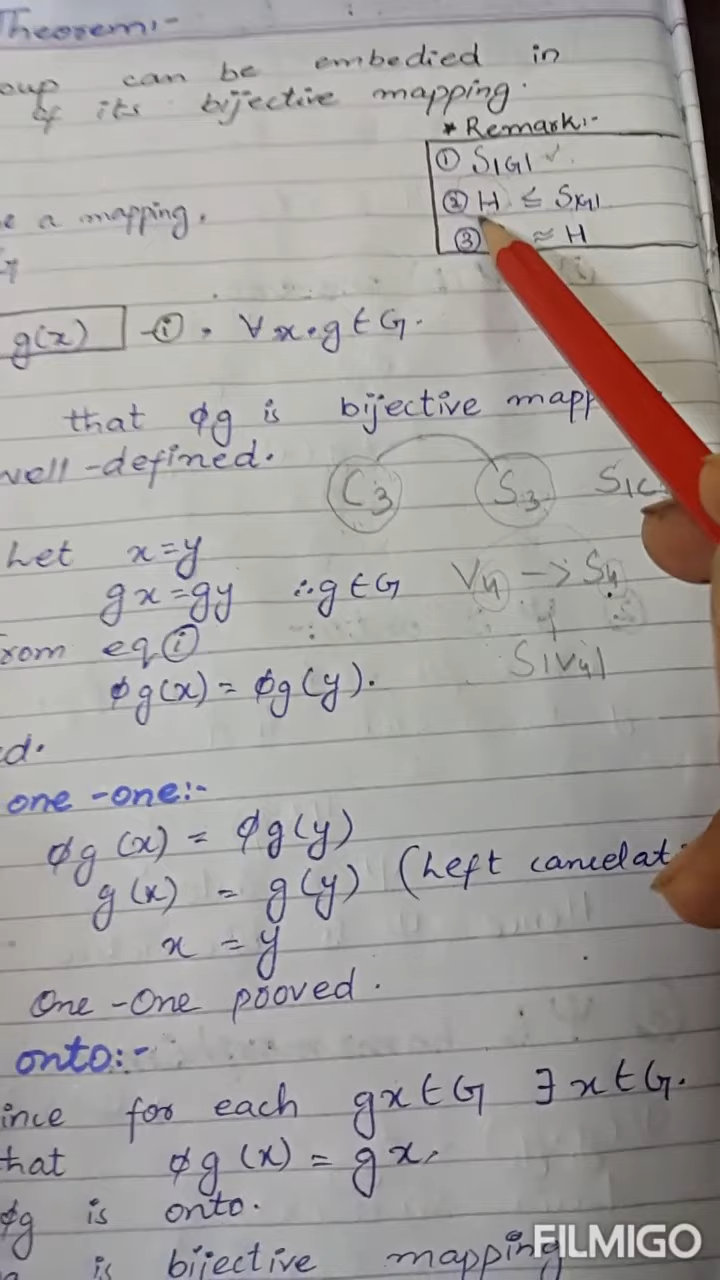 Theorem:-
oup can be embedied in
of its bijective mapping.
* Remark:-
① S|G| ✓
② H ≤ S|G|
③ ≈ H
e a mapping.
g(x) -①, ∀ x,g ∈ G.
that ϕg is bijective mapp
well-defined.
C3 S3 S|C
Let x=y
gx=gy ∴g∈G V4 -> S4
rom eq ①
S|V4|
ϕg(x) = ϕg(y).
d.
one-one:-
ϕg(x) = ϕg(y)
g(x) = g(y) (Left cancelat
x = y
One-One pooved.
onto:-
ince for each gx∈G ∃ x∈G.
that ϕg(x) = gx,
ϕg is onto.
is bijective mapping
FILMIGO